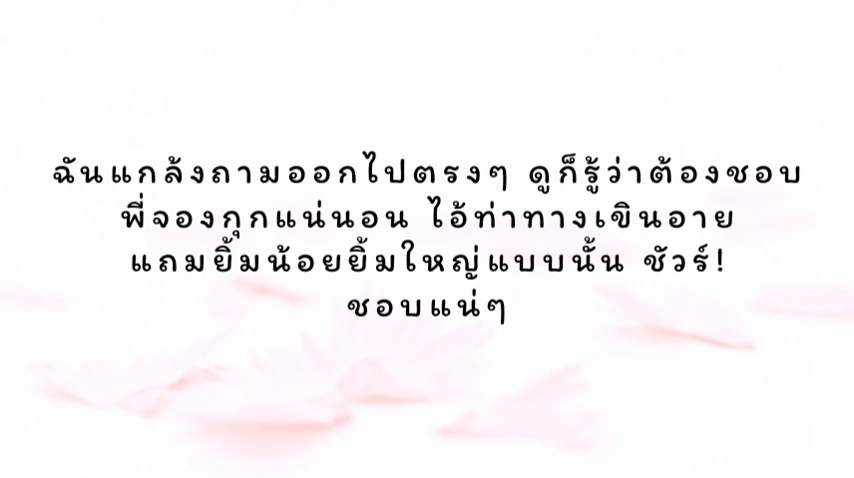 ฉันแกล้งถามออกไปตรงๆ ดูก็รู้ว่าต้องชอบ
พี่จองกุกแน่นอน ไอ้ท่าทางเขินอาย
แถมยิ้มน้อยยิ้มใหญ่แบบนั้น ชัวร์!
ชอบแน่ๆ